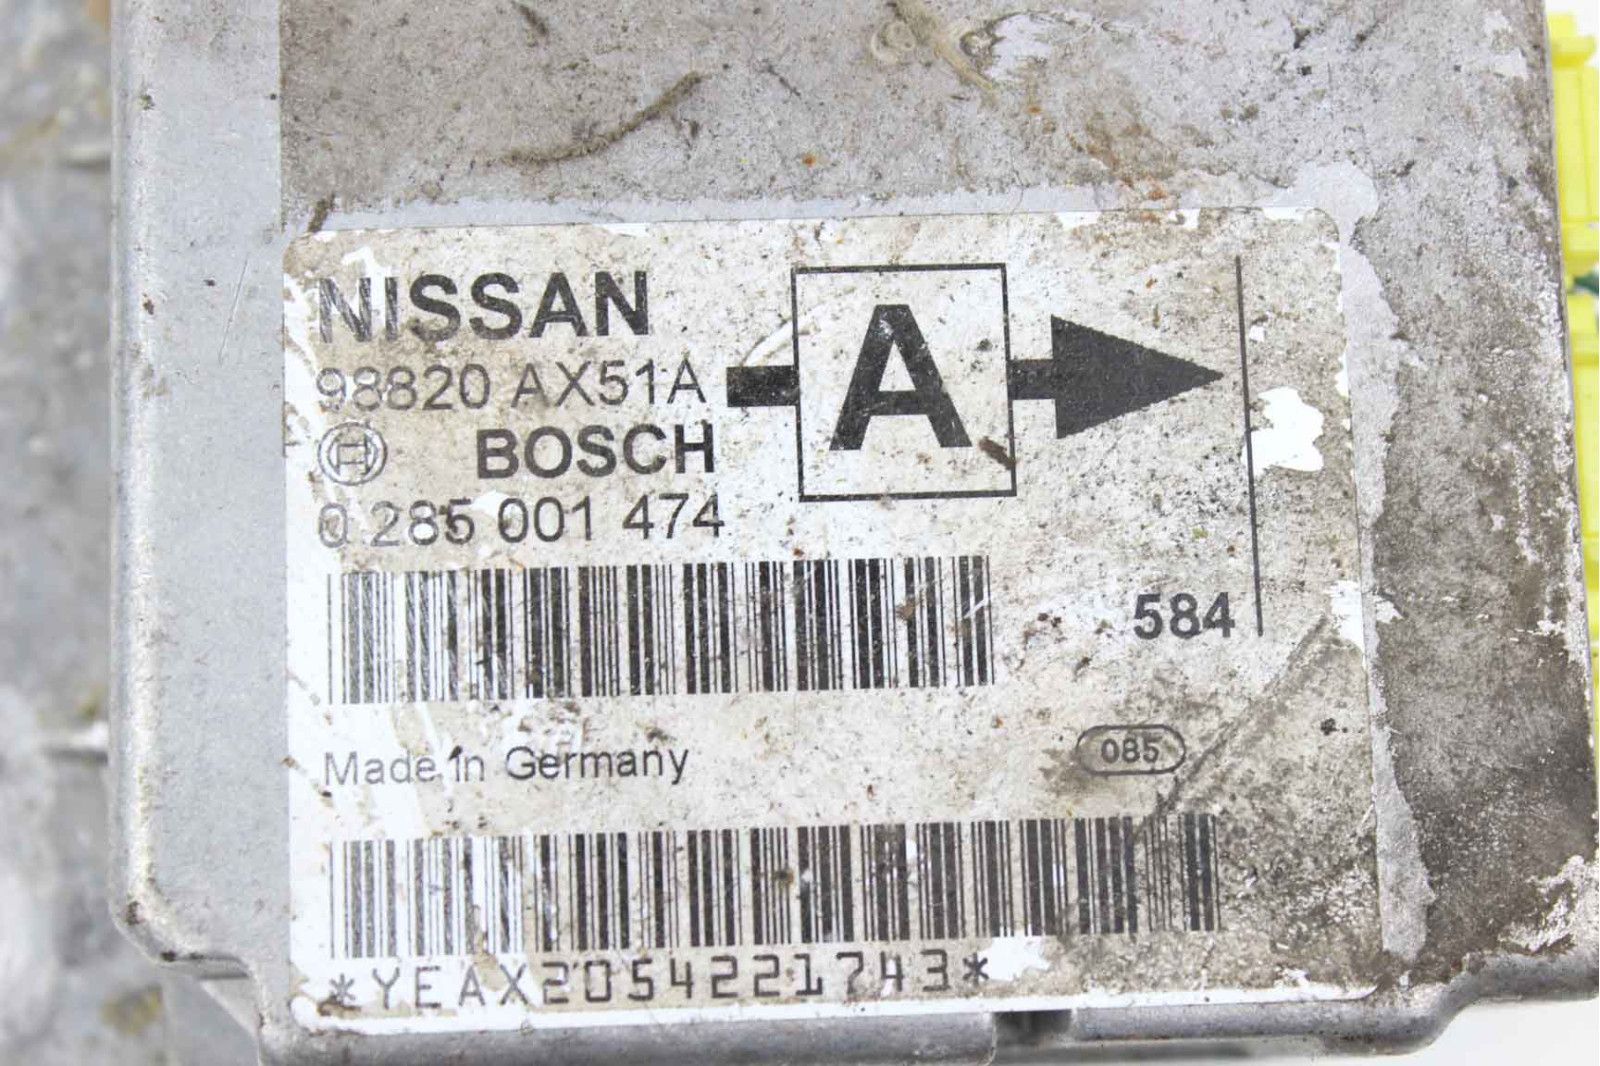 NISSAN
98820 AX51A
A
BOSCH
0 285 001 474
584
Made in Germany
085
*YEAX2054221743*